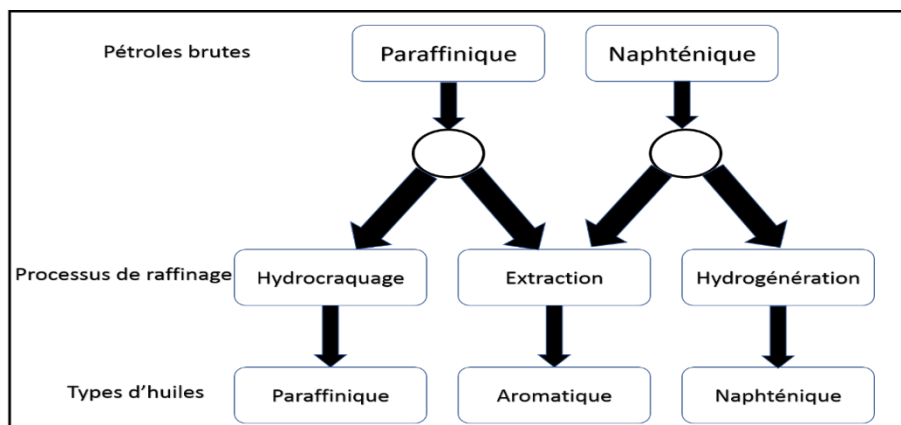 Pétroles brutes
Paraffinique
Naphténique
Processus de raffinage
Hydrocraquage
Extraction
Hydrogénération
Types d'huiles
Paraffinique
Aromatique
Naphténique